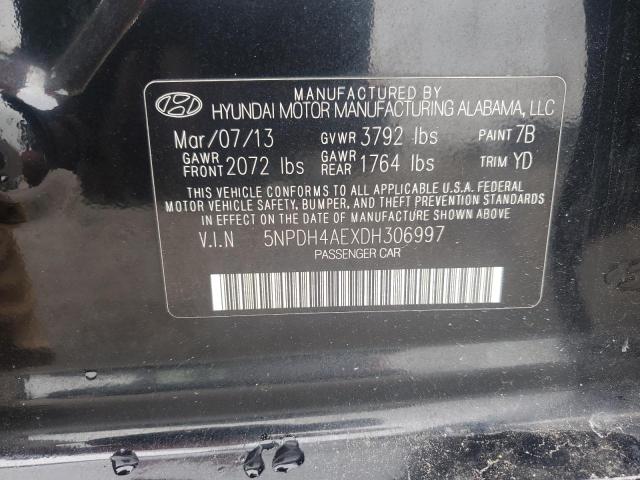 MANUFACTURED BY
HYUNDAI MOTOR MANUFACTURING ALABAMA, LLC
Mar/07/13 GVWR 3792 lbs PAINT 7B
GAWR FRONT 2072 lbs GAWR REAR 1764 lbs TRIM YD
THIS VEHICLE CONFORMS TO ALL APPLICABLE U.S.A. FEDERAL
MOTOR VEHICLE SAFETY, BUMPER, AND THEFT PREVENTION
STANDARDS IN EFFECT ON THE DATE OF MANUFACTURE SHOWN ABOVE
V.I.N 5NPDH4AEXDH306997
PASSENGER CAR